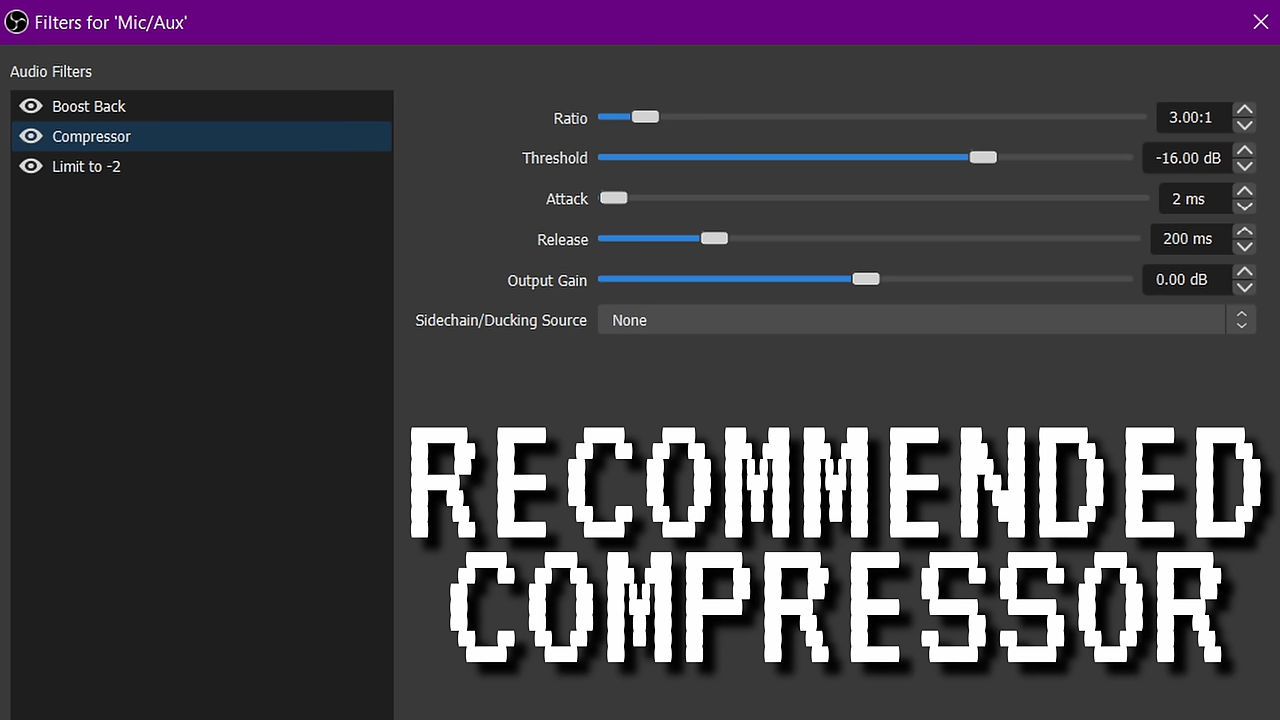 Filters for 'Mic/Aux'
Audio Filters
Boost Back
Compressor
Limit to -2
Ratio 3.00:1
Threshold -16.00 dB
Attack 2 ms
Release 200 ms
Output Gain 0.00 dB
Sidechain/Ducking Source None
RECOMMENDED
COMPRESSOR